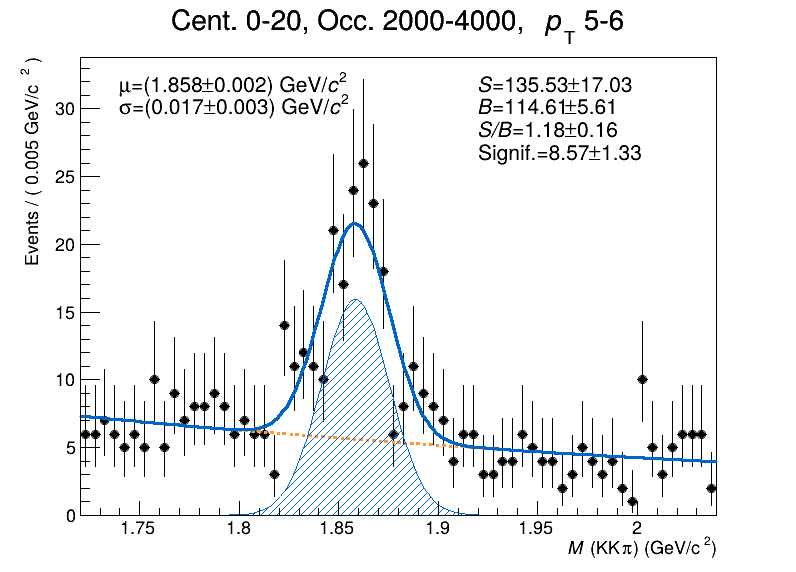 Cent. 0-20, Occ. 2000-4000, p_T 5-6
μ=(1.858±0.002) GeV/c²
σ=(0.017±0.003) GeV/c²
S=135.53±17.03
B=114.61±5.61
S/B=1.18±0.16
Signif.=8.57±1.33
Events / ( 0.005 GeV/c ² )
30
25
20
15
10
5
0
1.75 1.8 1.85 1.9 1.95 2
M (KKπ) (GeV/c²)